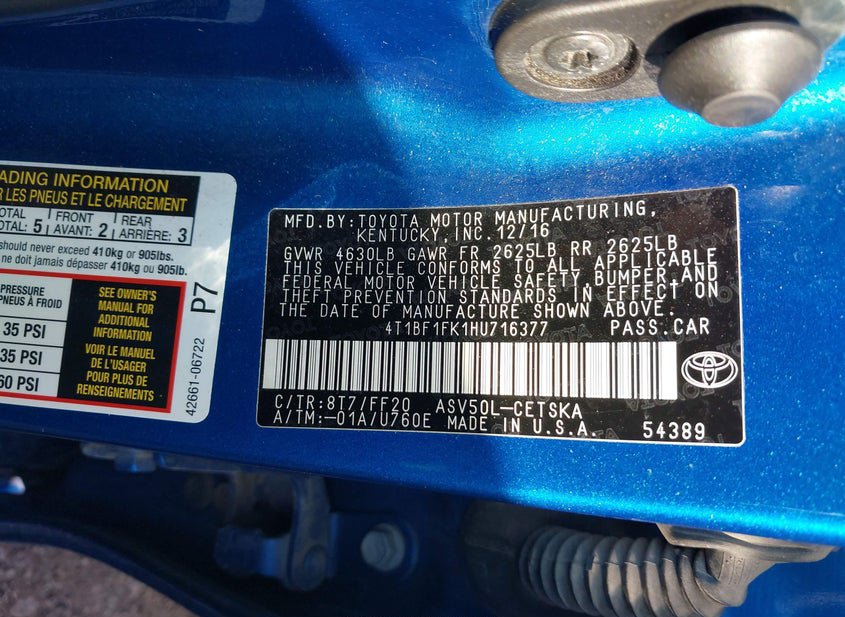 ADING INFORMATION
R LES PNEUS ET LE CHARGEMENT
TOTAL: 5 FRONT AVANT: 2 REAR ARRIÈRE: 3
should never exceed 410kg or 905lbs.
ne doit jamais dépasser 410kg ou 905lb.
PRESSURE
PNEUS À FROID
35 PSI
35 PSI
60 PSI
SEE OWNER'S
MANUAL FOR
ADDITIONAL
INFORMATION
VOIR LE MANUEL
DE L'USAGER
POUR PLUS DE
RENSEIGNEMENTS
P7
42661-06722
MFD.BY:TOYOTA MOTOR MANUFACTURING,
KENTUCKY,INC.12/16
GVWR 4630LB GAWR FR 2625LB RR 2625LB
THIS VEHICLE CONFORMS TO ALL APPLICABLE
FEDERAL MOTOR VEHICLE SAFETY,BUMPER,AND
THEFT PREVENTION STANDARDS IN EFFECT ON
THE DATE OF MANUFACTURE SHOWN ABOVE.
4T1BF1FK1HU716377 PASS.CAR
C/TR:8T7/FF20 ASV50L-CETSKA
A/TM:-01A/U760E MADE IN U.S.A. 54389